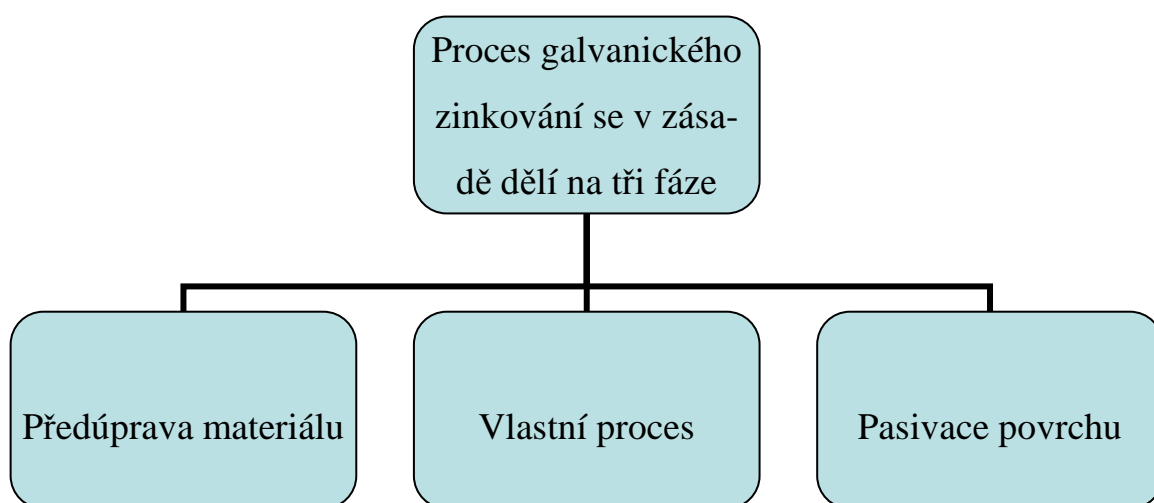 Proces galvanického
zinkování se v zása-
dě dělí na tři fáze
Předúprava materiálu
Vlastní proces
Pasivace povrchu